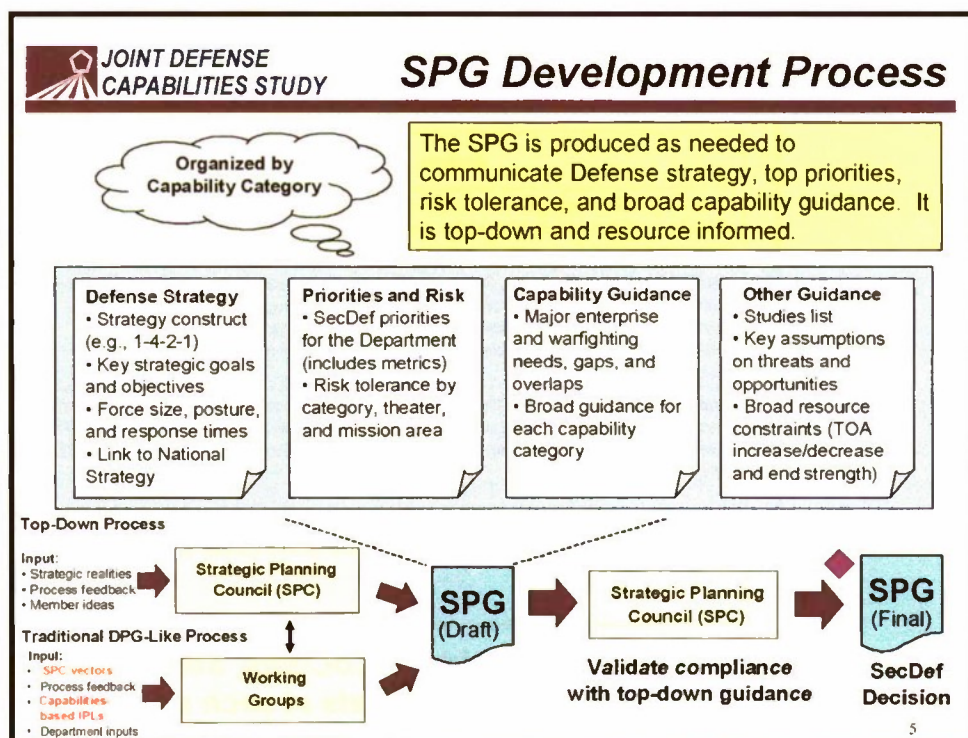 JOINT DEFENSE
CAPABILITIES STUDY
SPG Development Process
Organized by
Capability Category
The SPG is produced as needed to
communicate Defense strategy, top priorities,
risk tolerance, and broad capability guidance. It
is top-down and resource informed.
Defense Strategy
• Strategy construct
(e.g., 1-4-2-1)
• Key strategic goals
and objectives
• Force size, posture,
and response times
• Link to National
Strategy
Priorities and Risk
• SecDef priorities
for the Department
(includes metrics)
• Risk tolerance by
category, theater,
and mission area
Capability Guidance
• Major enterprise
and warfighting
needs, gaps, and
overlaps
• Broad guidance for
each capability
category
Other Guidance
• Studies list
• Key assumptions
on threats and
opportunities
• Broad resource
constraints (TOA
increase/decrease
and end strength)
Top-Down Process
Input:
• Strategic realities
• Process feedback
• Member ideas
Strategic Planning
Council (SPC)
Traditional DPG-Like Process
Input:
• SPC vectors
• Process feedback
• Capabilities-
based IPLs
• Department inputs
Working
Groups
SPG
(Draft)
Strategic Planning
Council (SPC)
Validate compliance
with top-down guidance
SPG
(Final)
SecDef
Decision
5